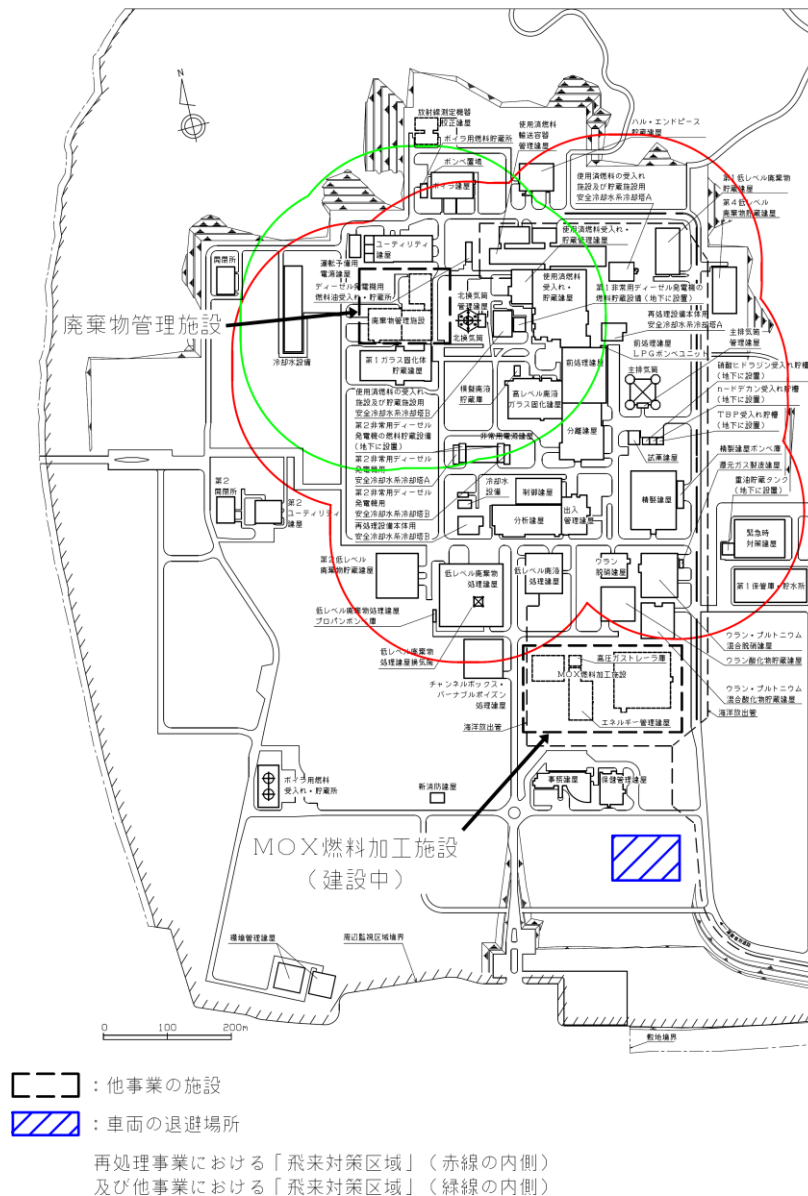 N
放射線測定機器
校正建屋
ボイラ用燃料貯蔵所
ボンベ置場
ボイラ建屋
使用済燃料
輸送容器
管理建屋
ハル・エンドピース
貯蔵建屋
使用済燃料の受入れ
施設及び貯蔵施設用
安全冷却水系冷却塔A
第1低レベル廃棄物
貯蔵建屋
第4低レベル
廃棄物貯蔵建屋
使用済燃料受入れ・
貯蔵管理建屋
開閉所
ユーティリティ
建屋
運転予備用
電源建屋
ディーゼル発電機用
燃料油受入れ・貯蔵所
北換気筒
管理建屋
使用済燃料
受入れ・
貯蔵建屋
第1非常用ディーゼル発電機の
燃料貯蔵設備（地下に設置）
再処理設備本体用
安全冷却水系冷却塔A
廃棄物管理施設
廃棄物管理施設
北換気筒
主排気筒
管理建屋
前処理建屋
LPGボンベユニット
冷却水設備
第1ガラス固化体
貯蔵建屋
前処理建屋
主排気筒
硝酸ヒドラジン受入れ貯槽
（地下に設置）
n－ドデカン受入れ貯槽
（地下に設置）
TBP受入れ貯槽
（地下に設置）
使用済燃料の受入れ
施設及び貯蔵施設用
安全冷却水系冷却塔B
模擬廃液
貯蔵庫
高レベル廃液
ガラス固化建屋
分離建屋
第2非常用ディーゼル
発電機の燃料貯蔵設備
（地下に設置）
非常用電源建屋
試薬建屋
第2非常用ディーゼル
発電機用
安全冷却水系冷却塔A
第2非常用ディーゼル
発電機用
安全冷却水系冷却塔B
再処理設備本体用
安全冷却水系冷却塔B
冷却水
設備
制御建屋
分析建屋
出入
管理建屋
精製建屋
精製建屋ボンベ庫
還元ガス製造建屋
重油貯蔵タンク
（地下に設置）
緊急時
対策建屋
第1保管庫・貯水所
第2
開閉所
第2
ユーティリティ
建屋
第2低レベル
廃棄物貯蔵建屋
低レベル廃棄物
処理建屋
低レベル廃液
処理建屋
ウラン
脱硝建屋
低レベル廃棄物処理建屋
プロパンボンベ庫
低レベル廃棄物
処理建屋換気筒
チャンネルボックス・
バーナブルポイズン
処理建屋
ウラン・プルトニウム
混合脱硝建屋
ウラン酸化物貯蔵建屋
ウラン・プルトニウム
混合酸化物貯蔵建屋
海洋放出管
高圧ガストレーラ庫
MOX燃料加工施設
エネルギー管理建屋
海洋放出管
ボイラ用燃料
受入れ・貯蔵所
新消防建屋
事務建屋
保健管理建屋
MOX燃料加工施設
（建設中）
環境管理建屋
周辺監視区域境界
敷地境界
0 100 200m
：他事業の施設
：車両の退避場所
再処理事業における「飛来対策区域」（赤線の内側）
及び他事業における「飛来対策区域」（緑線の内側）